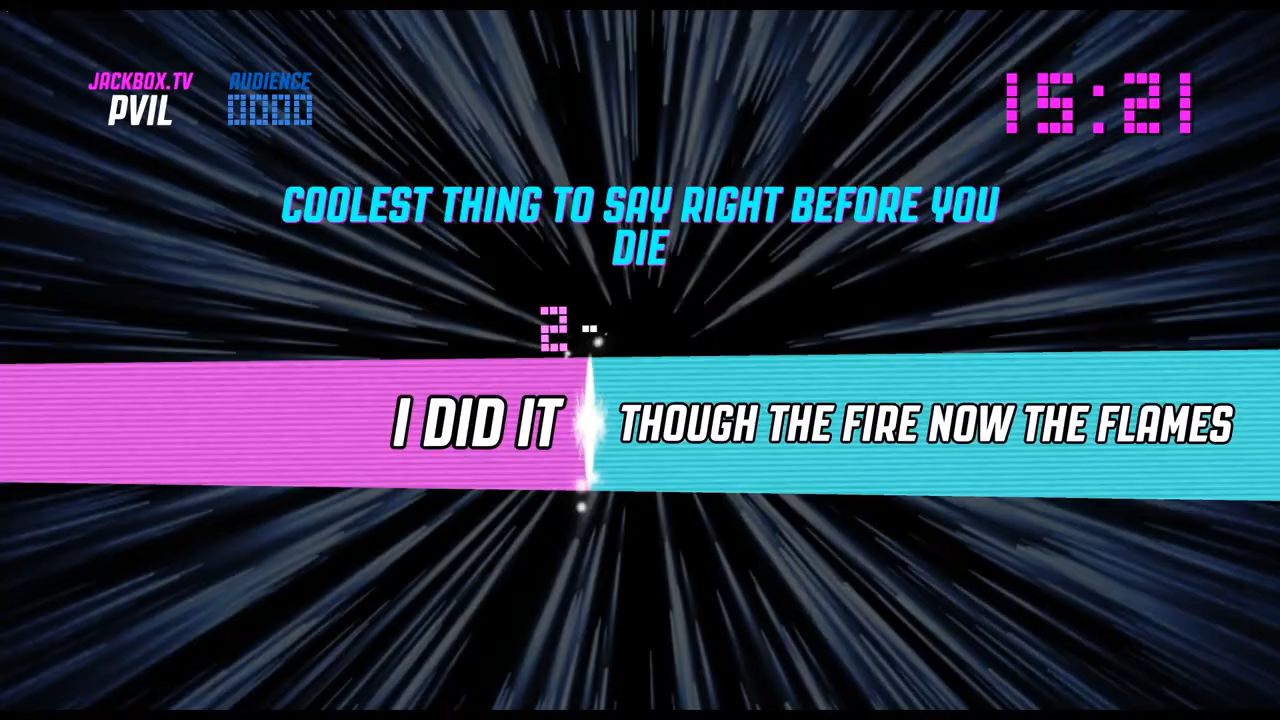 JACKBOX.TV
PVIL
AUDIENCE
0000
15:21
COOLEST THING TO SAY RIGHT BEFORE YOU
DIE
2
I DID IT
THOUGH THE FIRE NOW THE FLAMES